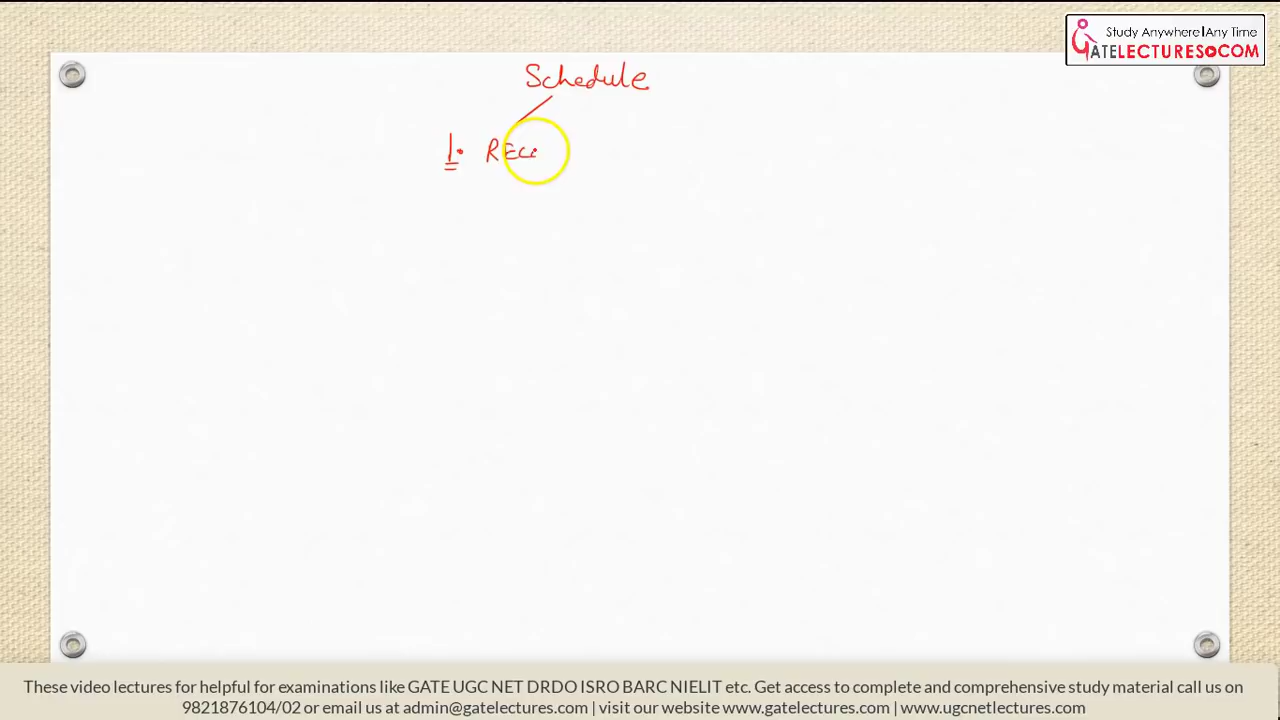 Study Anywhere|Any Time
GATELECTURES.COM
Schedule
1. REC
These video lectures for helpful for examinations like GATE UGC NET DRDO ISRO BARC NIELIT etc. Get access to complete and comprehensive study material call us on
9821876104/02 or email us at admin@gatelectures.com | visit our website www.gatelectures.com | www.ugcnetlectures.com